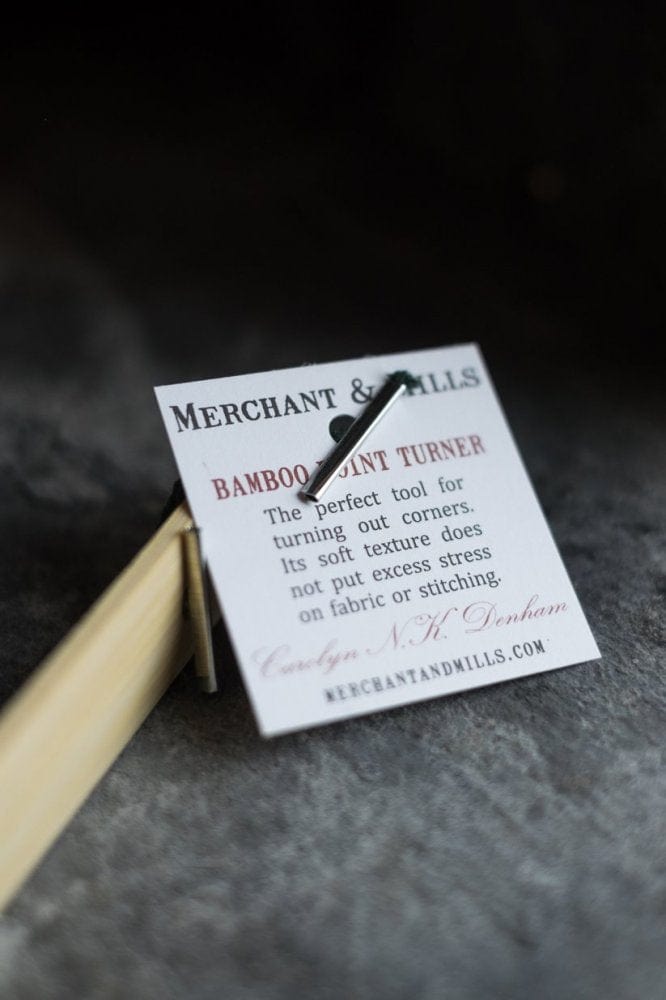 MERCHANT & MILLS
BAMBOO POINT TURNER
The perfect tool for
turning out corners.
Its soft texture does
not put excess stress
on fabric or stitching.
Carolyn N.K. Denham
MERCHANTANDMILLS.COM